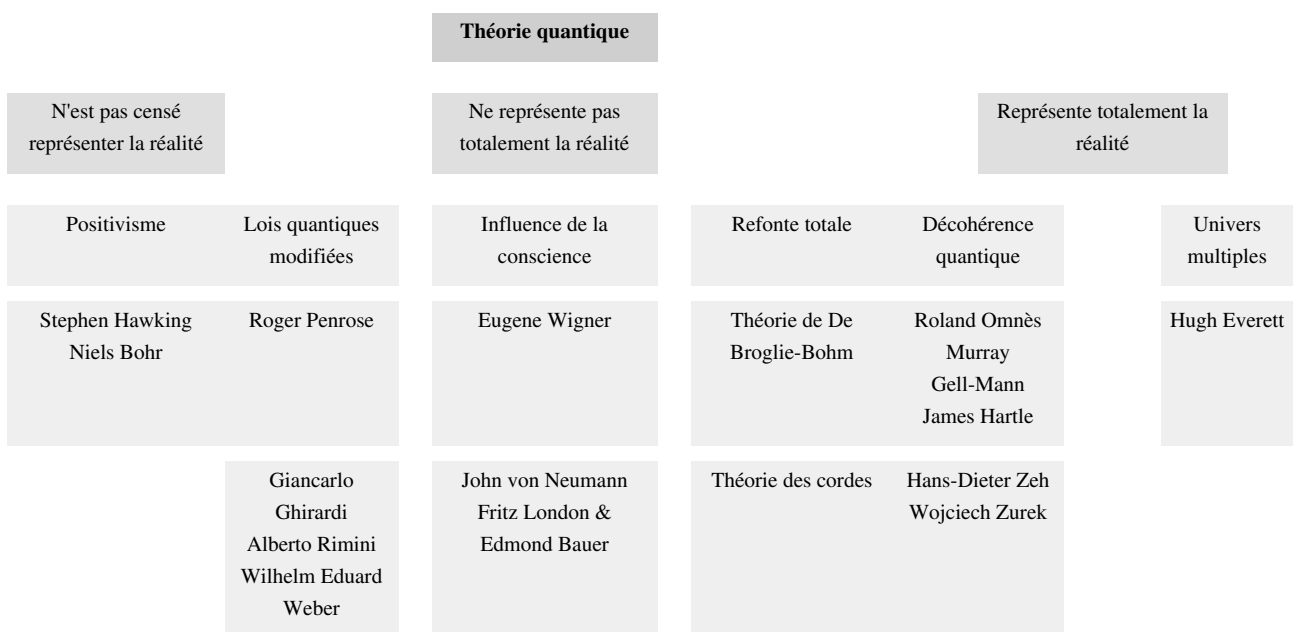 Théorie quantique
N'est pas censé
représenter la réalité
Ne représente pas
totalement la réalité
Représente totalement la
réalité
Positivisme
Lois quantiques
modifiées
Influence de la
conscience
Refonte totale
Décohérence
quantique
Univers
multiples
Stephen Hawking
Niels Bohr
Roger Penrose
Eugene Wigner
Théorie de De
Broglie-Bohm
Roland Omnès
Murray
Gell-Mann
James Hartle
Hugh Everett
Giancarlo
Ghirardi
Alberto Rimini
Wilhelm Eduard
Weber
John von Neumann
Fritz London &
Edmond Bauer
Théorie des cordes
Hans-Dieter Zeh
Wojciech Zurek